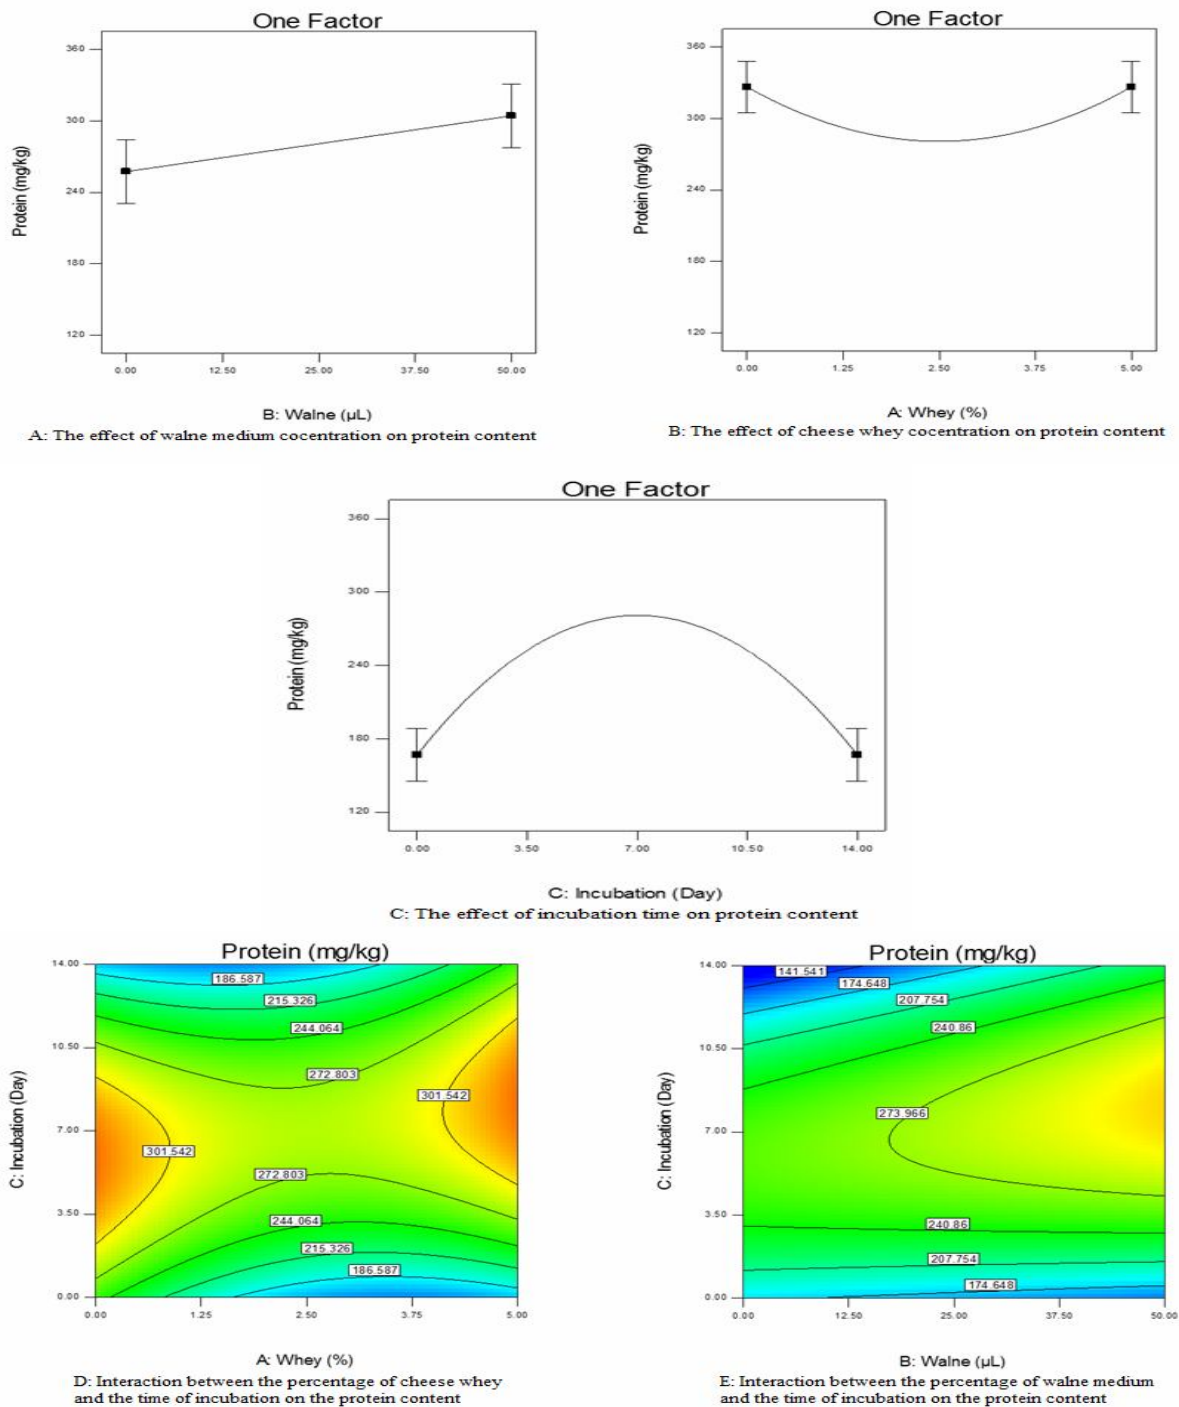 One Factor
360
300
240
180
120
Protein (mg/kg)
0.00 12.50 25.00 37.50 50.00
B: Walne (µL)
A: The effect of walne medium cocentration on protein content
One Factor
360
300
240
180
120
Protein (mg/kg)
0.00 1.25 2.50 3.75 5.00
A: Whey (%)
B: The effect of cheese whey cocentration on protein content
One Factor
360
300
240
180
120
Protein (mg/kg)
0.00 3.50 7.00 10.50 14.00
C: Incubation (Day)
C: The effect of incubation time on protein content
Protein (mg/kg)
14.00
10.50
7.00
3.50
0.00
C: Incubation (Day)
186.587
215.326
244.064
272.803
301.542
301.542
272.803
244.064
215.326
186.587
0.00 1.25 2.50 3.75 5.00
A: Whey (%)
D: Interaction between the percentage of cheese whey
and the time of incubation on the protein content
Protein (mg/kg)
14.00
10.50
7.00
3.50
0.00
C: Incubation (Day)
141.541
174.648
207.754
240.86
273.966
240.86
207.754
174.648
0.00 12.50 25.00 37.50 50.00
B: Walne (µL)
E: Interaction between the percentage of walne medium
and the time of incubation on the protein content